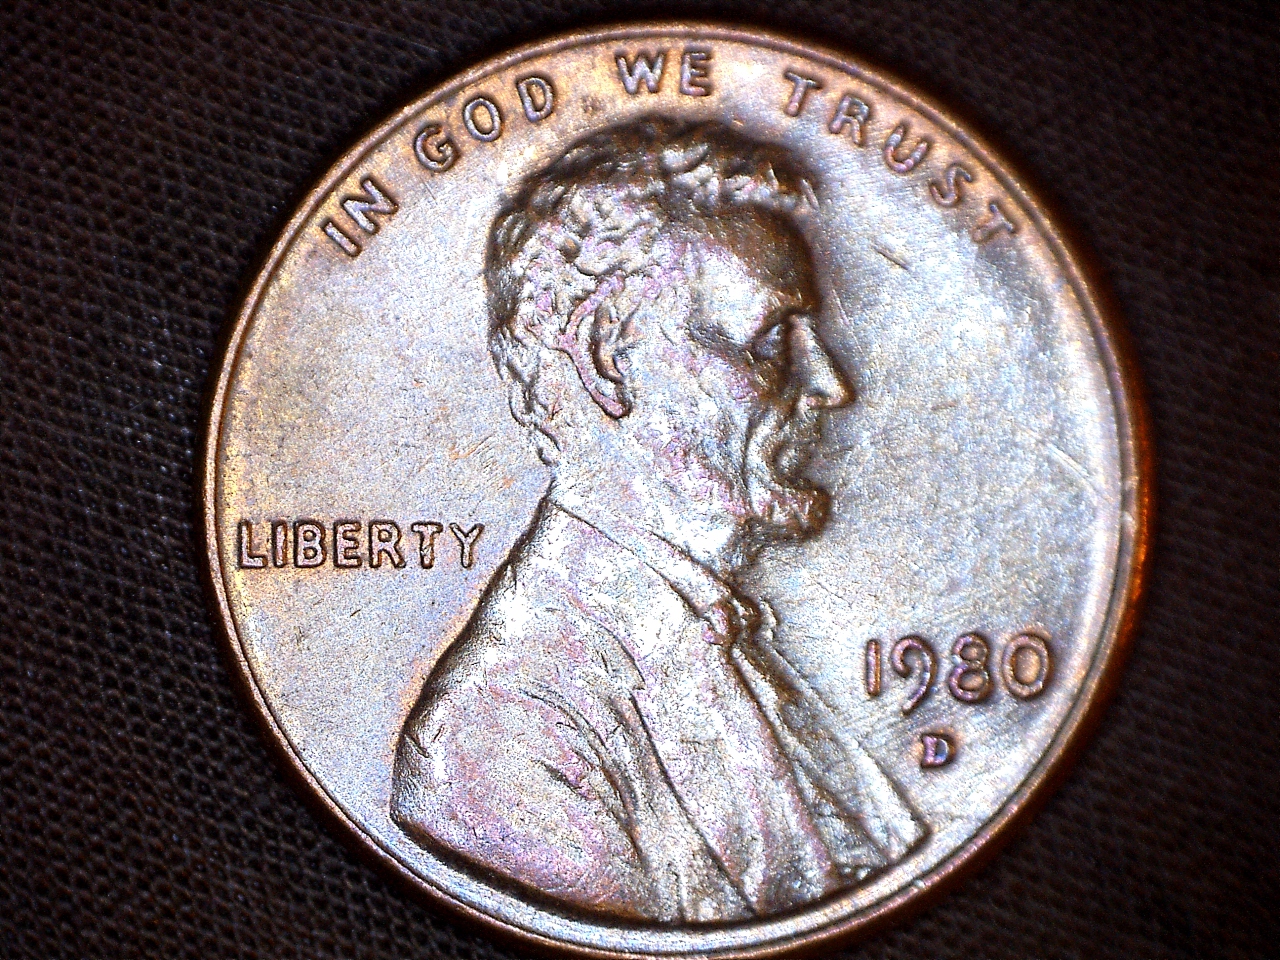 IN GOD WE TRUST
LIBERTY
1980
D